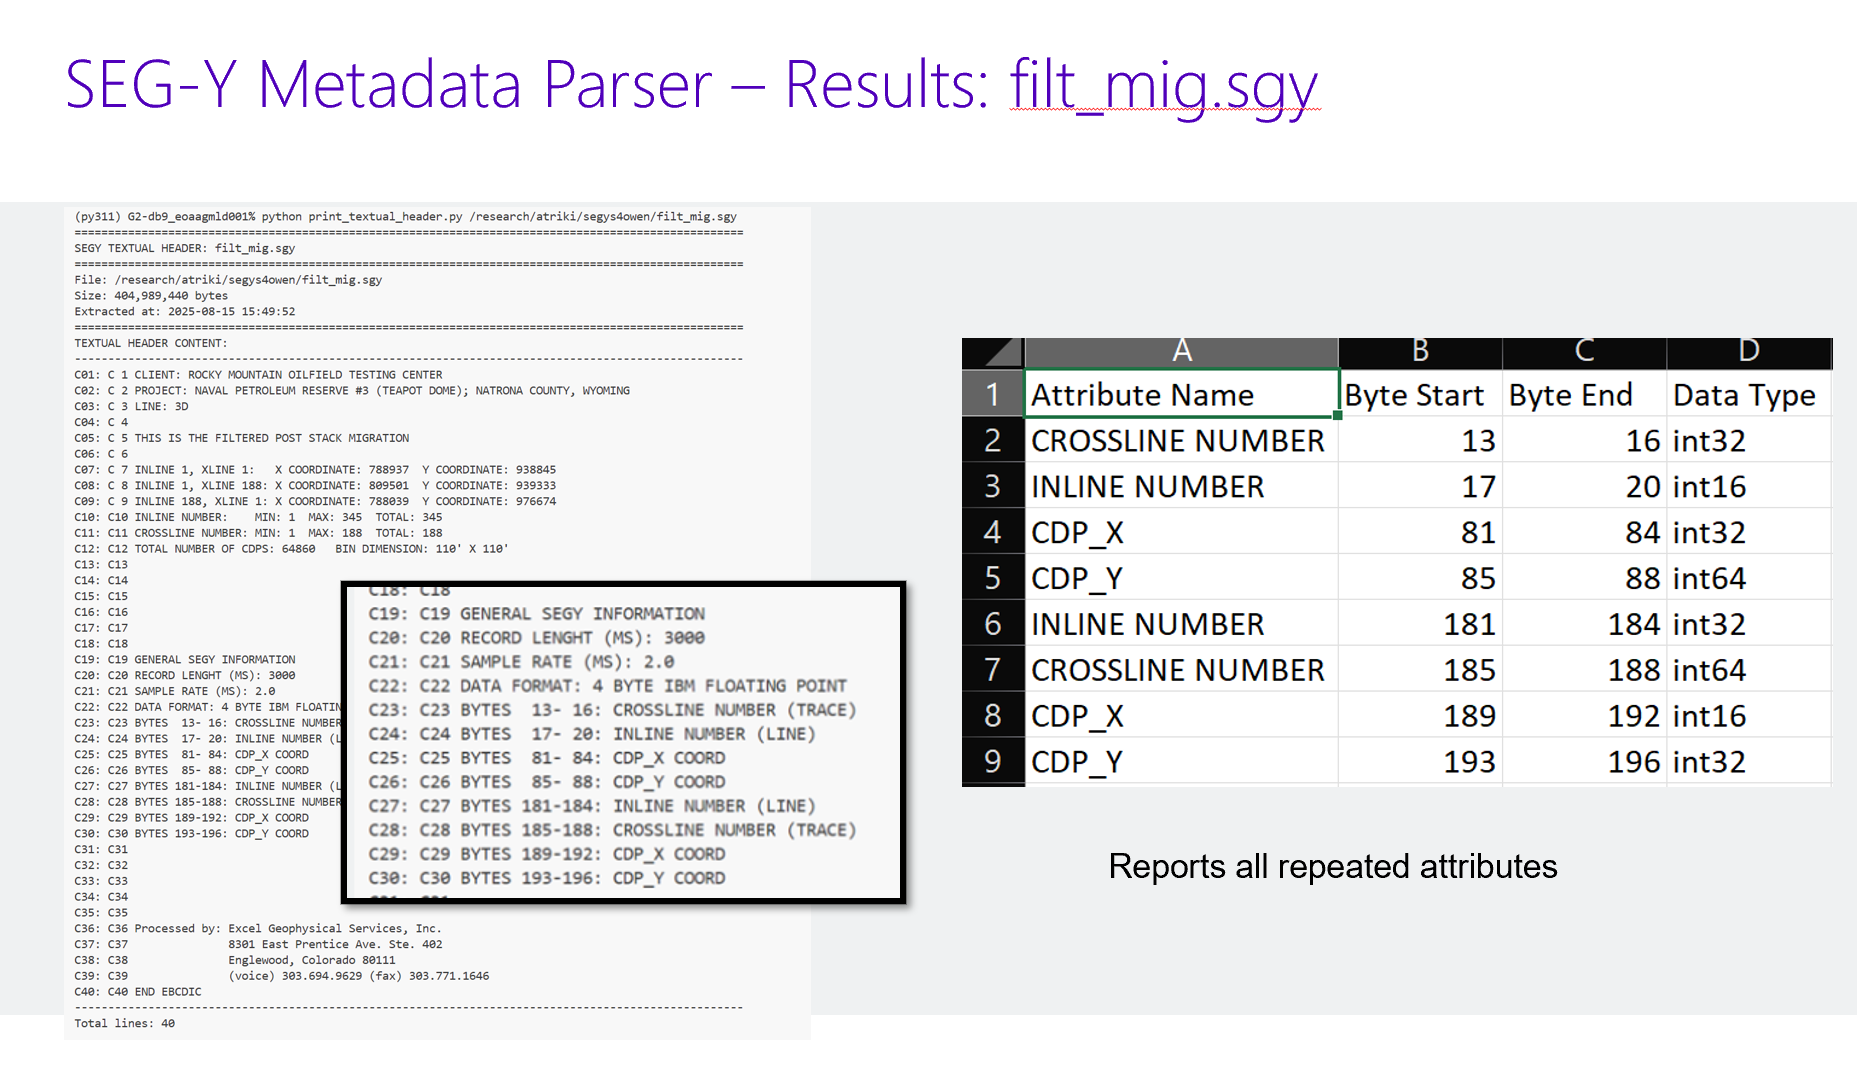 SEG-Y Metadata Parser – Results: filt_mig.sgy
(py311) G2-db9_eoaagmld001% python print_textual_header.py /research/atriki/segys4owen/filt_mig.sgy
====================================================================================================
SEGY TEXTUAL HEADER: filt_mig.sgy
====================================================================================================
File: /research/atriki/segys4owen/filt_mig.sgy
Size: 404,989,440 bytes
Extracted at: 2025-08-15 15:49:52
====================================================================================================
TEXTUAL HEADER CONTENT:
----------------------------------------------------------------------------------------------------
C01: C 1 CLIENT: ROCKY MOUNTAIN OILFIELD TESTING CENTER
C02: C 2 PROJECT: NAVAL PETROLEUM RESERVE #3 (TEAPOT DOME); NATRONA COUNTY, WYOMING
C03: C 3 LINE: 3D
C04: C 4
C05: C 5 THIS IS THE FILTERED POST STACK MIGRATION
C06: C 6
C07: C 7 INLINE 1, XLINE 1:   X COORDINATE: 788937  Y COORDINATE: 938845
C08: C 8 INLINE 1, XLINE 188: X COORDINATE: 809501  Y COORDINATE: 939333
C09: C 9 INLINE 188, XLINE 1: X COORDINATE: 788039  Y COORDINATE: 976674
C10: C10 INLINE NUMBER:    MIN: 1  MAX: 345  TOTAL: 345
C11: C11 CROSSLINE NUMBER: MIN: 1  MAX: 188  TOTAL: 188
C12: C12 TOTAL NUMBER OF CDPS: 64860   BIN DIMENSION: 110' X 110'
C13: C13
C14: C14
C15: C15
C16: C16
C17: C17
C18: C18
C19: C19 GENERAL SEGY INFORMATION
C20: C20 RECORD LENGHT (MS): 3000
C21: C21 SAMPLE RATE (MS): 2.0
C22: C22 DATA FORMAT: 4 BYTE IBM FLOATIN
C23: C23 BYTES  13- 16: CROSSLINE NUMBER
C24: C24 BYTES  17- 20: INLINE NUMBER (L
C25: C25 BYTES  81- 84: CDP_X COORD
C26: C26 BYTES  85- 88: CDP_Y COORD
C27: C27 BYTES 181-184: INLINE NUMBER (L
C28: C28 BYTES 185-188: CROSSLINE NUMBER
C29: C29 BYTES 189-192: CDP_X COORD
C30: C30 BYTES 193-196: CDP_Y COORD
C31: C31
C32: C32
C33: C33
C34: C34
C35: C35
C36: C36 Processed by: Excel Geophysical Services, Inc.
C37: C37               8301 East Prentice Ave. Ste. 402
C38: C38               Englewood, Colorado 80111
C39: C39               (voice) 303.694.9629 (fax) 303.771.1646
C40: C40 END EBCDIC
----------------------------------------------------------------------------------------------------
Total lines: 40
C18: C18
C19: C19 GENERAL SEGY INFORMATION
C20: C20 RECORD LENGHT (MS): 3000
C21: C21 SAMPLE RATE (MS): 2.0
C22: C22 DATA FORMAT: 4 BYTE IBM FLOATING POINT
C23: C23 BYTES  13- 16: CROSSLINE NUMBER (TRACE)
C24: C24 BYTES  17- 20: INLINE NUMBER (LINE)
C25: C25 BYTES  81- 84: CDP_X COORD
C26: C26 BYTES  85- 88: CDP_Y COORD
C27: C27 BYTES 181-184: INLINE NUMBER (LINE)
C28: C28 BYTES 185-188: CROSSLINE NUMBER (TRACE)
C29: C29 BYTES 189-192: CDP_X COORD
C30: C30 BYTES 193-196: CDP_Y COORD
A B C D
1 Attribute Name Byte Start Byte End Data Type
2 CROSSLINE NUMBER 13 16 int32
3 INLINE NUMBER 17 20 int16
4 CDP_X 81 84 int32
5 CDP_Y 85 88 int64
6 INLINE NUMBER 181 184 int32
7 CROSSLINE NUMBER 185 188 int64
8 CDP_X 189 192 int16
9 CDP_Y 193 196 int32
Reports all repeated attributes